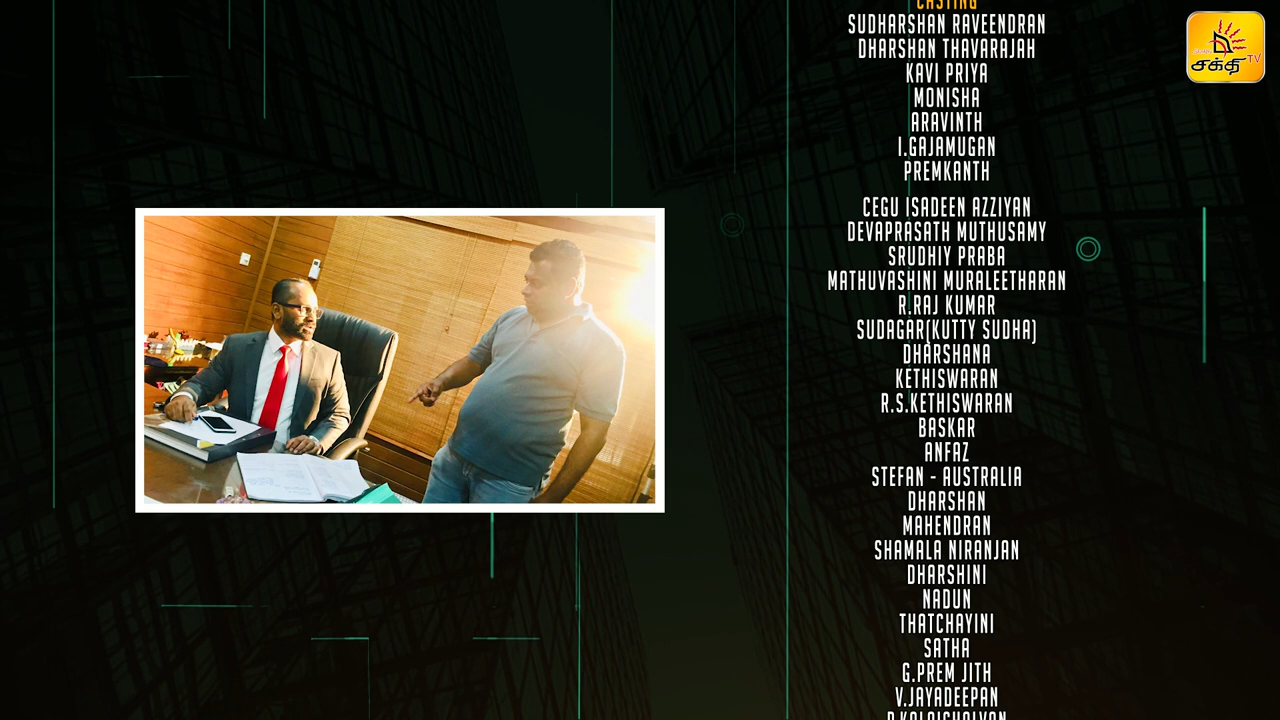 CASTING
SUDHARSHAN RAVEENDRAN
DHARSHAN THAVARAJAH
KAVI PRIYA
MONISHA
ARAVINTH
I.GAJAMUGAN
PREMKANTH
CEGU ISADEEN AZZIYAN
DEVAPRASATH MUTHUSAMY
SRUDHIY PRABA
MATHUVASHINI MURALEETHARAN
R.RAJ KUMAR
SUDAGAR(KUTTY SUDHA)
DHARSHANA
KETHISWARAN
R.S.KETHISWARAN
BASKAR
ANFAZ
STEFAN - AUSTRALIA
DHARSHAN
MAHENDRAN
SHAMALA NIRANJAN
DHARSHINI
NADUN
THATCHAYINI
SATHA
G.PREM JITH
V.JAYADEEPAN
சக்தி TV